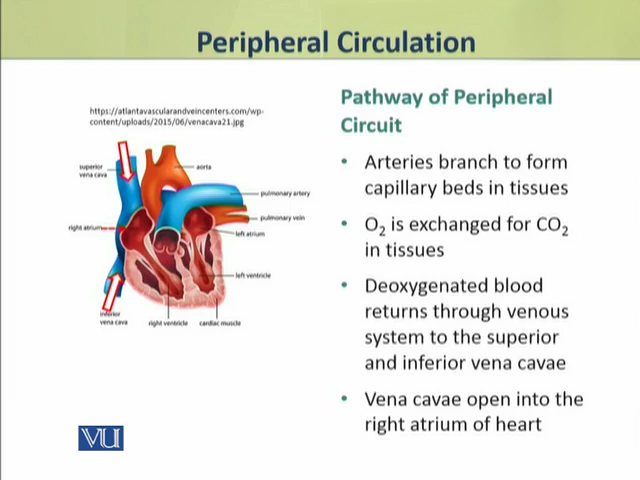 Peripheral Circulation
https://atlantavascularandveincenters.com/wp-
content/uploads/2015/06/venacava21.jpg
superior
vena cava
aorta
pulmonary artery
pulmonary vein
right atrium
left atrium
left ventricle
inferior
vena cava
right ventricle
cardiac muscle
Pathway of Peripheral
Circuit
• Arteries branch to form
capillary beds in tissues
• O₂ is exchanged for CO₂
in tissues
• Deoxygenated blood
returns through venous
system to the superior
and inferior vena cavae
• Vena cavae open into the
right atrium of heart
VU